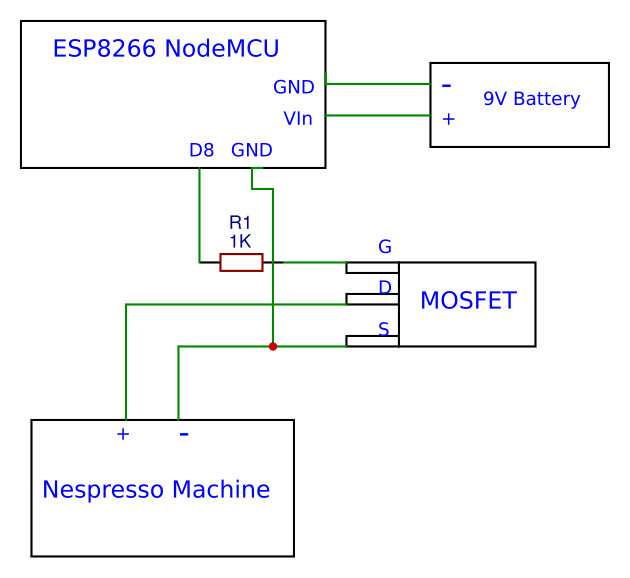 ESP8266 NodeMCU
GND
-
9V Battery
VIn
+
D8
GND
R1
1K
G
D
MOSFET
S
+
-
Nespresso Machine